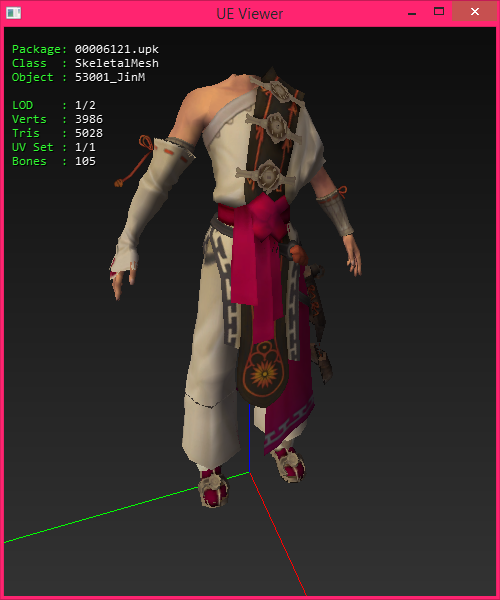 UE Viewer
Package: 00006121.upk
Class  : SkeletalMesh
Object : 53001_JinM
LOD    : 1/2
Verts  : 3986
Tris   : 5028
UV Set : 1/1
Bones  : 105